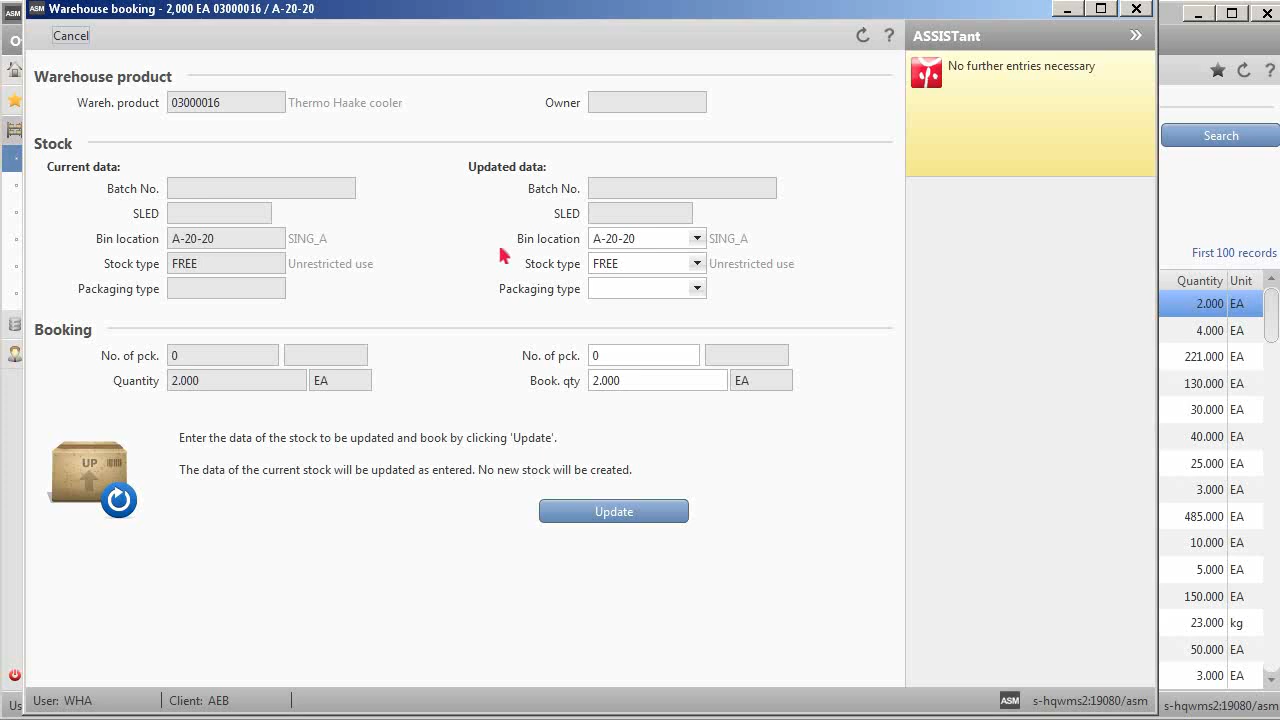 ASM Warehouse booking - 2,000 EA 03000016 / A-20-20
Cancel
?
ASSISTant
No further entries necessary
Warehouse product
Wareh. product 03000016 Thermo Haake cooler Owner
Stock
Current data: Updated data:
Batch No. Batch No.
SLED SLED
Bin location A-20-20 SING_A Bin location A-20-20 SING_A
Stock type FREE Unrestricted use Stock type FREE Unrestricted use
Packaging type Packaging type
Booking
No. of pck. 0 No. of pck. 0
Quantity 2.000 EA Book. qty 2.000 EA
UP
Enter the data of the stock to be updated and book by clicking 'Update'.
The data of the current stock will be updated as entered. No new stock will be created.
Update
User: WHA Client: AEB ASM s-hqwms2:19080/asm
ASM
Us
?
Search
First 100 records
Quantity Unit
2.000 EA
4.000 EA
221.000 EA
130.000 EA
30.000 EA
40.000 EA
25.000 EA
3.000 EA
485.000 EA
10.000 EA
5.000 EA
150.000 EA
23.000 kg
50.000 EA
3.000 EA
s-hqwms2:19080/asm